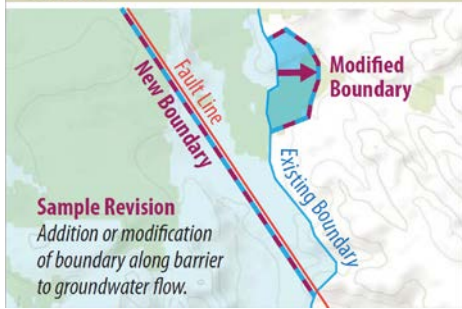 Fault Line
New Boundary
Modified
Boundary
Existing Boundary
Sample Revision
Addition or modification
of boundary along barrier
to groundwater flow.